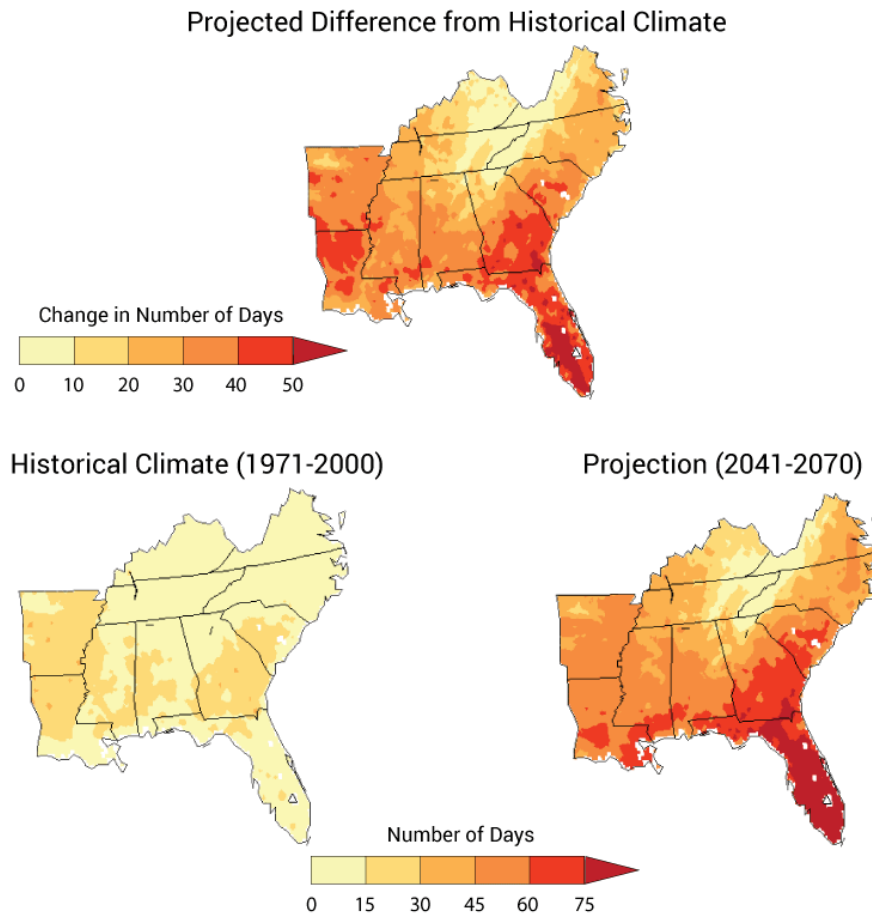 Projected Difference from Historical Climate
Change in Number of Days
0 10 20 30 40 50
Historical Climate (1971-2000)
Projection (2041-2070)
Number of Days
0 15 30 45 60 75